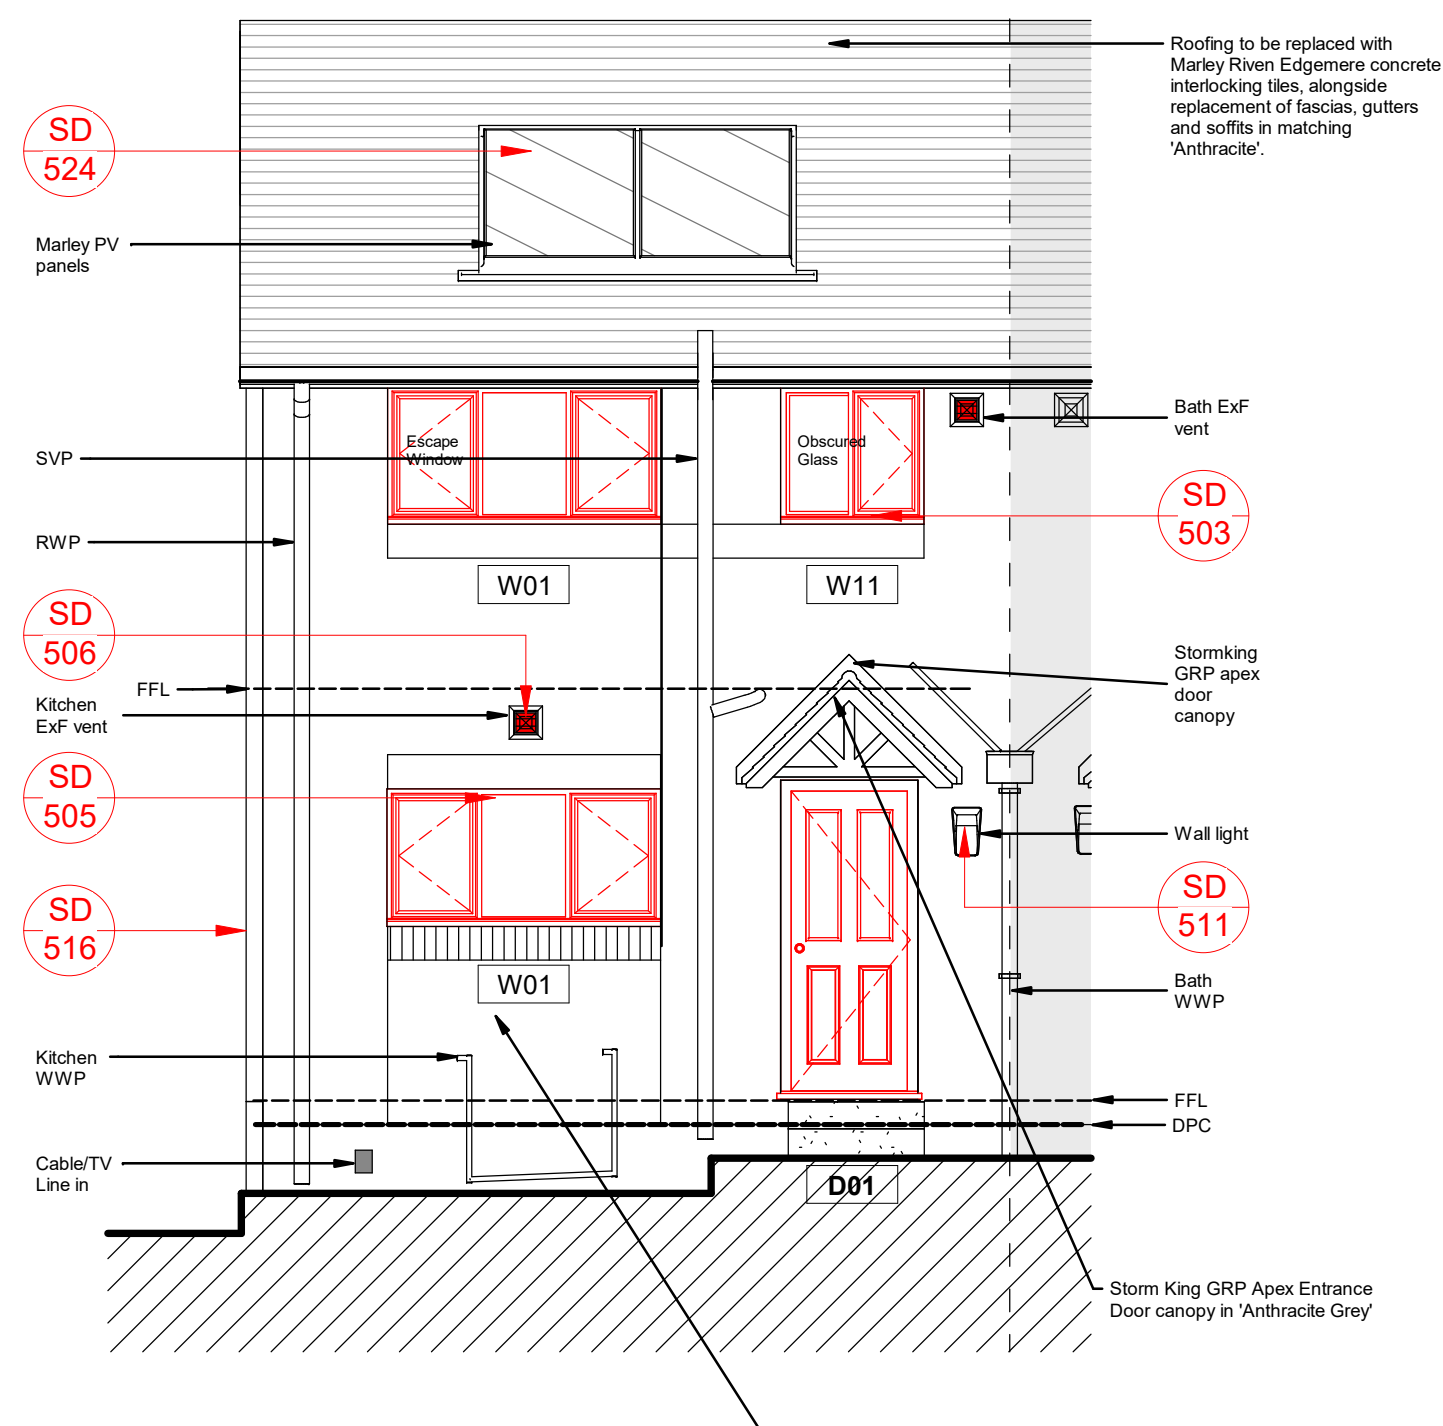 Roofing to be replaced with
Marley Riven Edgemere concrete
interlocking tiles, alongside
replacement of fascias, gutters
and soffits in matching
'Anthracite'.
SD
524
Marley PV
panels
Bath ExF
vent
Escape
Window
Obscured
Glass
SVP
SD
503
RWP
W01
W11
SD
506
Stormking
GRP apex
door
canopy
FFL
Kitchen
ExF vent
SD
505
Wall light
SD
516
SD
511
W01
Bath
WWP
Kitchen
WWP
FFL
DPC
Cable/TV
Line in
D01
Storm King GRP Apex Entrance
Door canopy in 'Anthracite Grey'